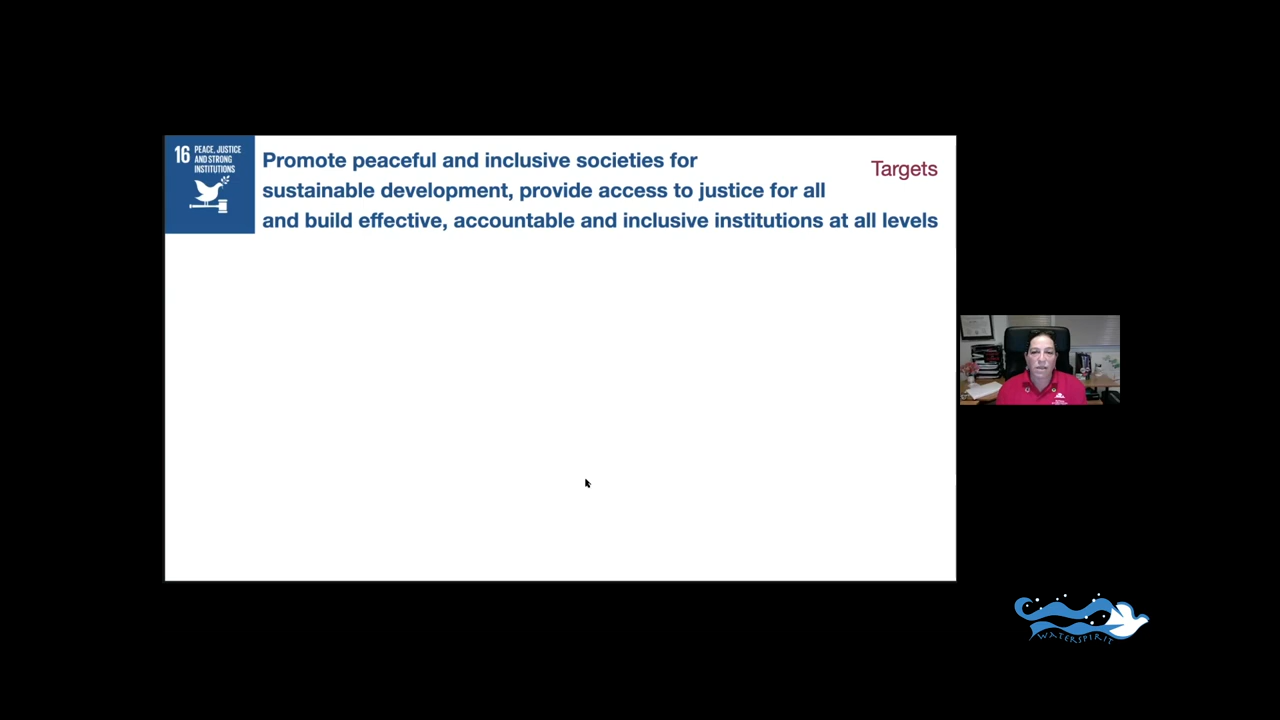 16 PEACE, JUSTICE
AND STRONG
INSTITUTIONS
Promote peaceful and inclusive societies for
sustainable development, provide access to justice for all
and build effective, accountable and inclusive institutions at all levels
Targets
WATERSPIRIT